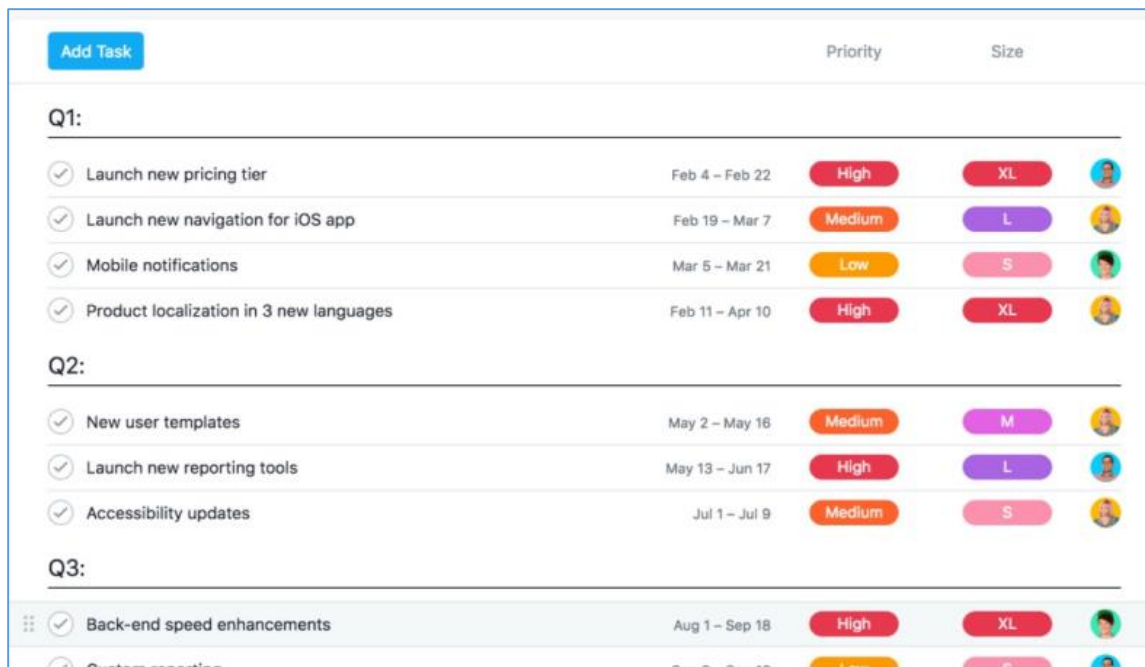 Add Task Priority Size
Q1:
Launch new pricing tier Feb 4 – Feb 22 High XL
Launch new navigation for iOS app Feb 19 – Mar 7 Medium L
Mobile notifications Mar 5 – Mar 21 Low S
Product localization in 3 new languages Feb 11 – Apr 10 High XL
Q2:
New user templates May 2 – May 16 Medium M
Launch new reporting tools May 13 – Jun 17 High L
Accessibility updates Jul 1 – Jul 9 Medium S
Q3:
Back-end speed enhancements Aug 1 – Sep 18 High XL
Custom reporting Low S